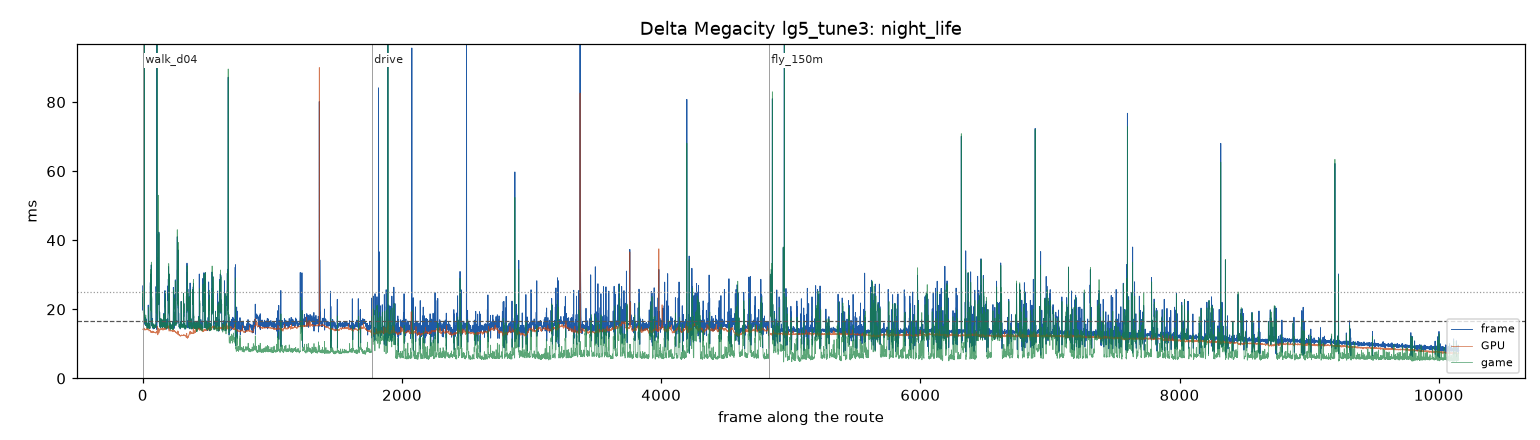 Delta Megacity lg5_tune3: night_life
walk_d04
drive
fly_150m
80
60
40
20
0
ms
frame
GPU
game
0
2000
4000
6000
8000
10000
frame along the route